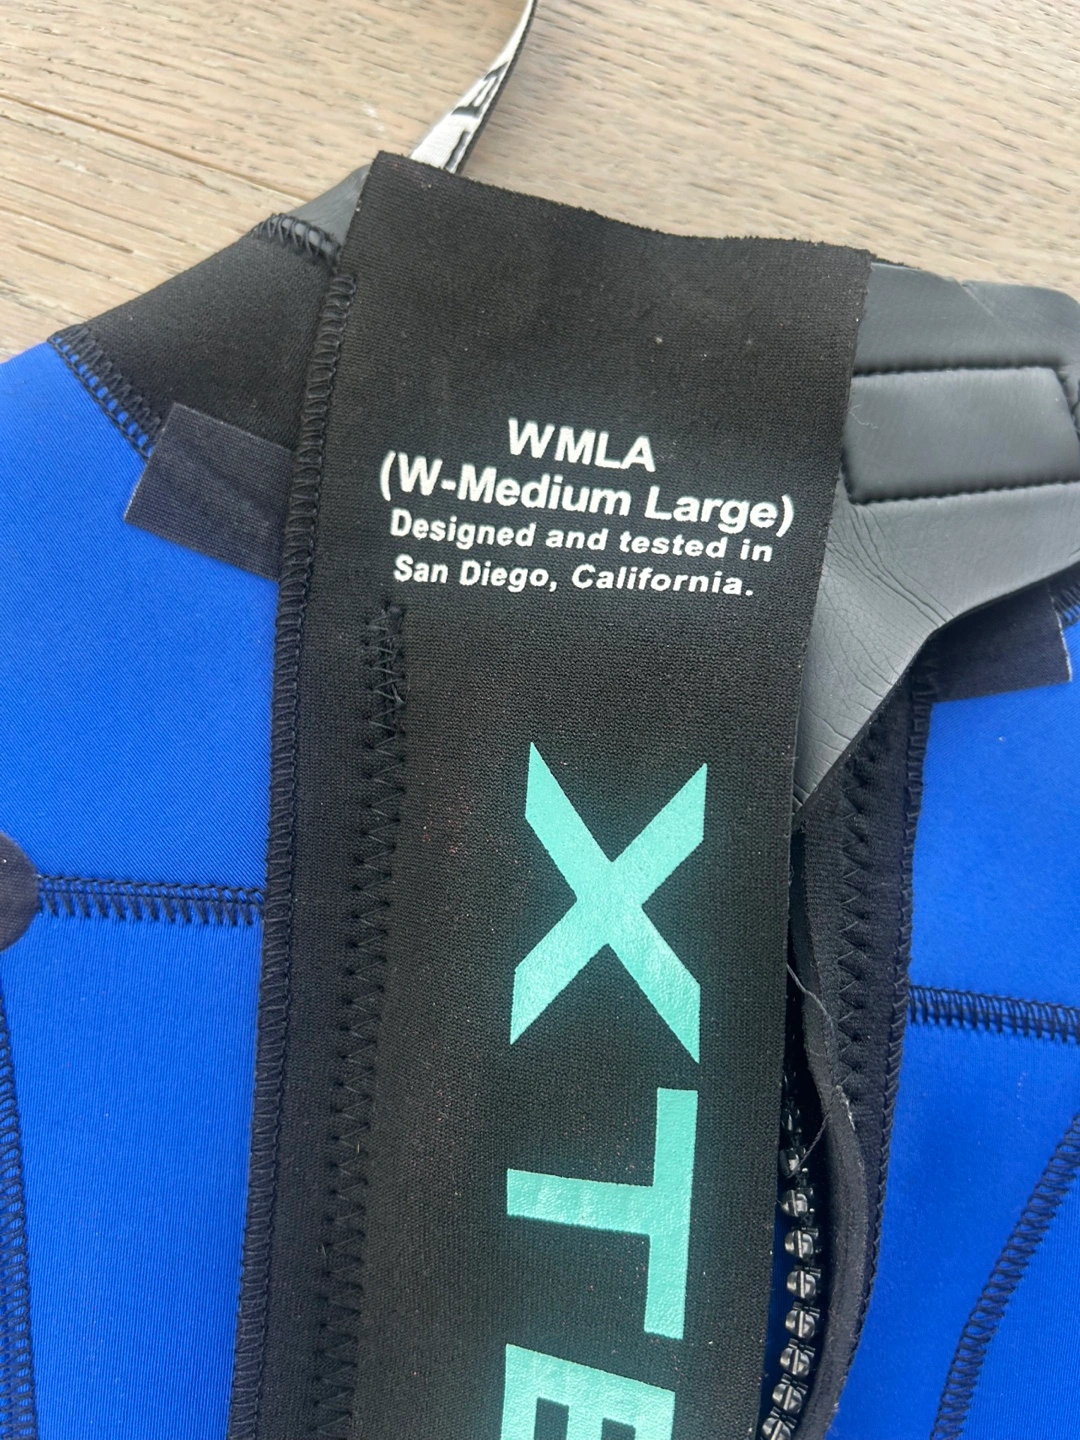 WMLA
(W-Medium Large)
Designed and tested in
San Diego, California.
XTE